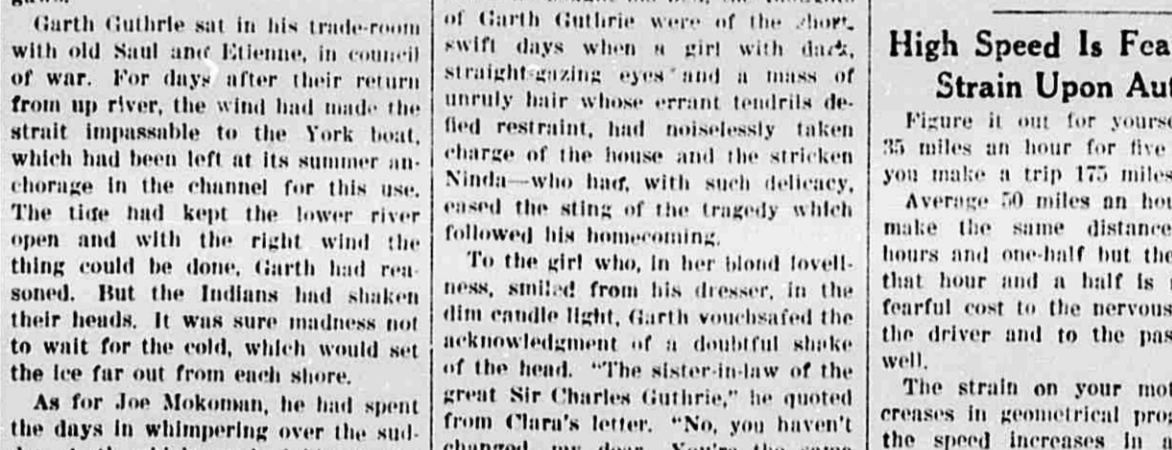 Garth Guthrie sat in his trade-room
with old Saul and Etienne, in council
of war. For days after their return
from up river, the wind had made the
strait impassable to the York boat,
which had been left at its summer an-
chorage in the channel for this use.
The tide had kept the lower river
open and with the right wind the
thing could be done, Garth had rea-
soned. But the Indians had shaken
their heads. It was sure madness not
to wait for the cold, which would set
the ice far out from each shore.
As for Joe Mokoman, he had spent
the days in whimpering over the sud-
of Garth Guthrie were of the short,
swift days when a girl with dark,
straight-gazing eyes and a mass of
unruly hair whose errant tendrils de-
fied restraint, had noiselessly taken
charge of the house and the stricken
Ninda—who had, with such delicacy,
eased the sting of the tragedy which
followed his homecoming.
To the girl who, in her blond loveli-
ness, smiled from his dresser, in the
dim candle light, Garth vouchsafed the
acknowledgment of a doubtful shake
of the head. "The sister-in-law of the
great Sir Charles Guthrie," he quoted
from Clara's letter. "No, you haven't
changed, my dear. You're the same
High Speed Is Fea
Strain Upon Aut
Figure it out for yourse
35 miles an hour for five
you make a trip 175 miles
Average 50 miles an hou
make the same distance
hours and one-half but the
that hour and a half is
fearful cost to the nervous
the driver and to the pas
well.
The strain on your mo
creases in geometrical pro
the speed increases in a